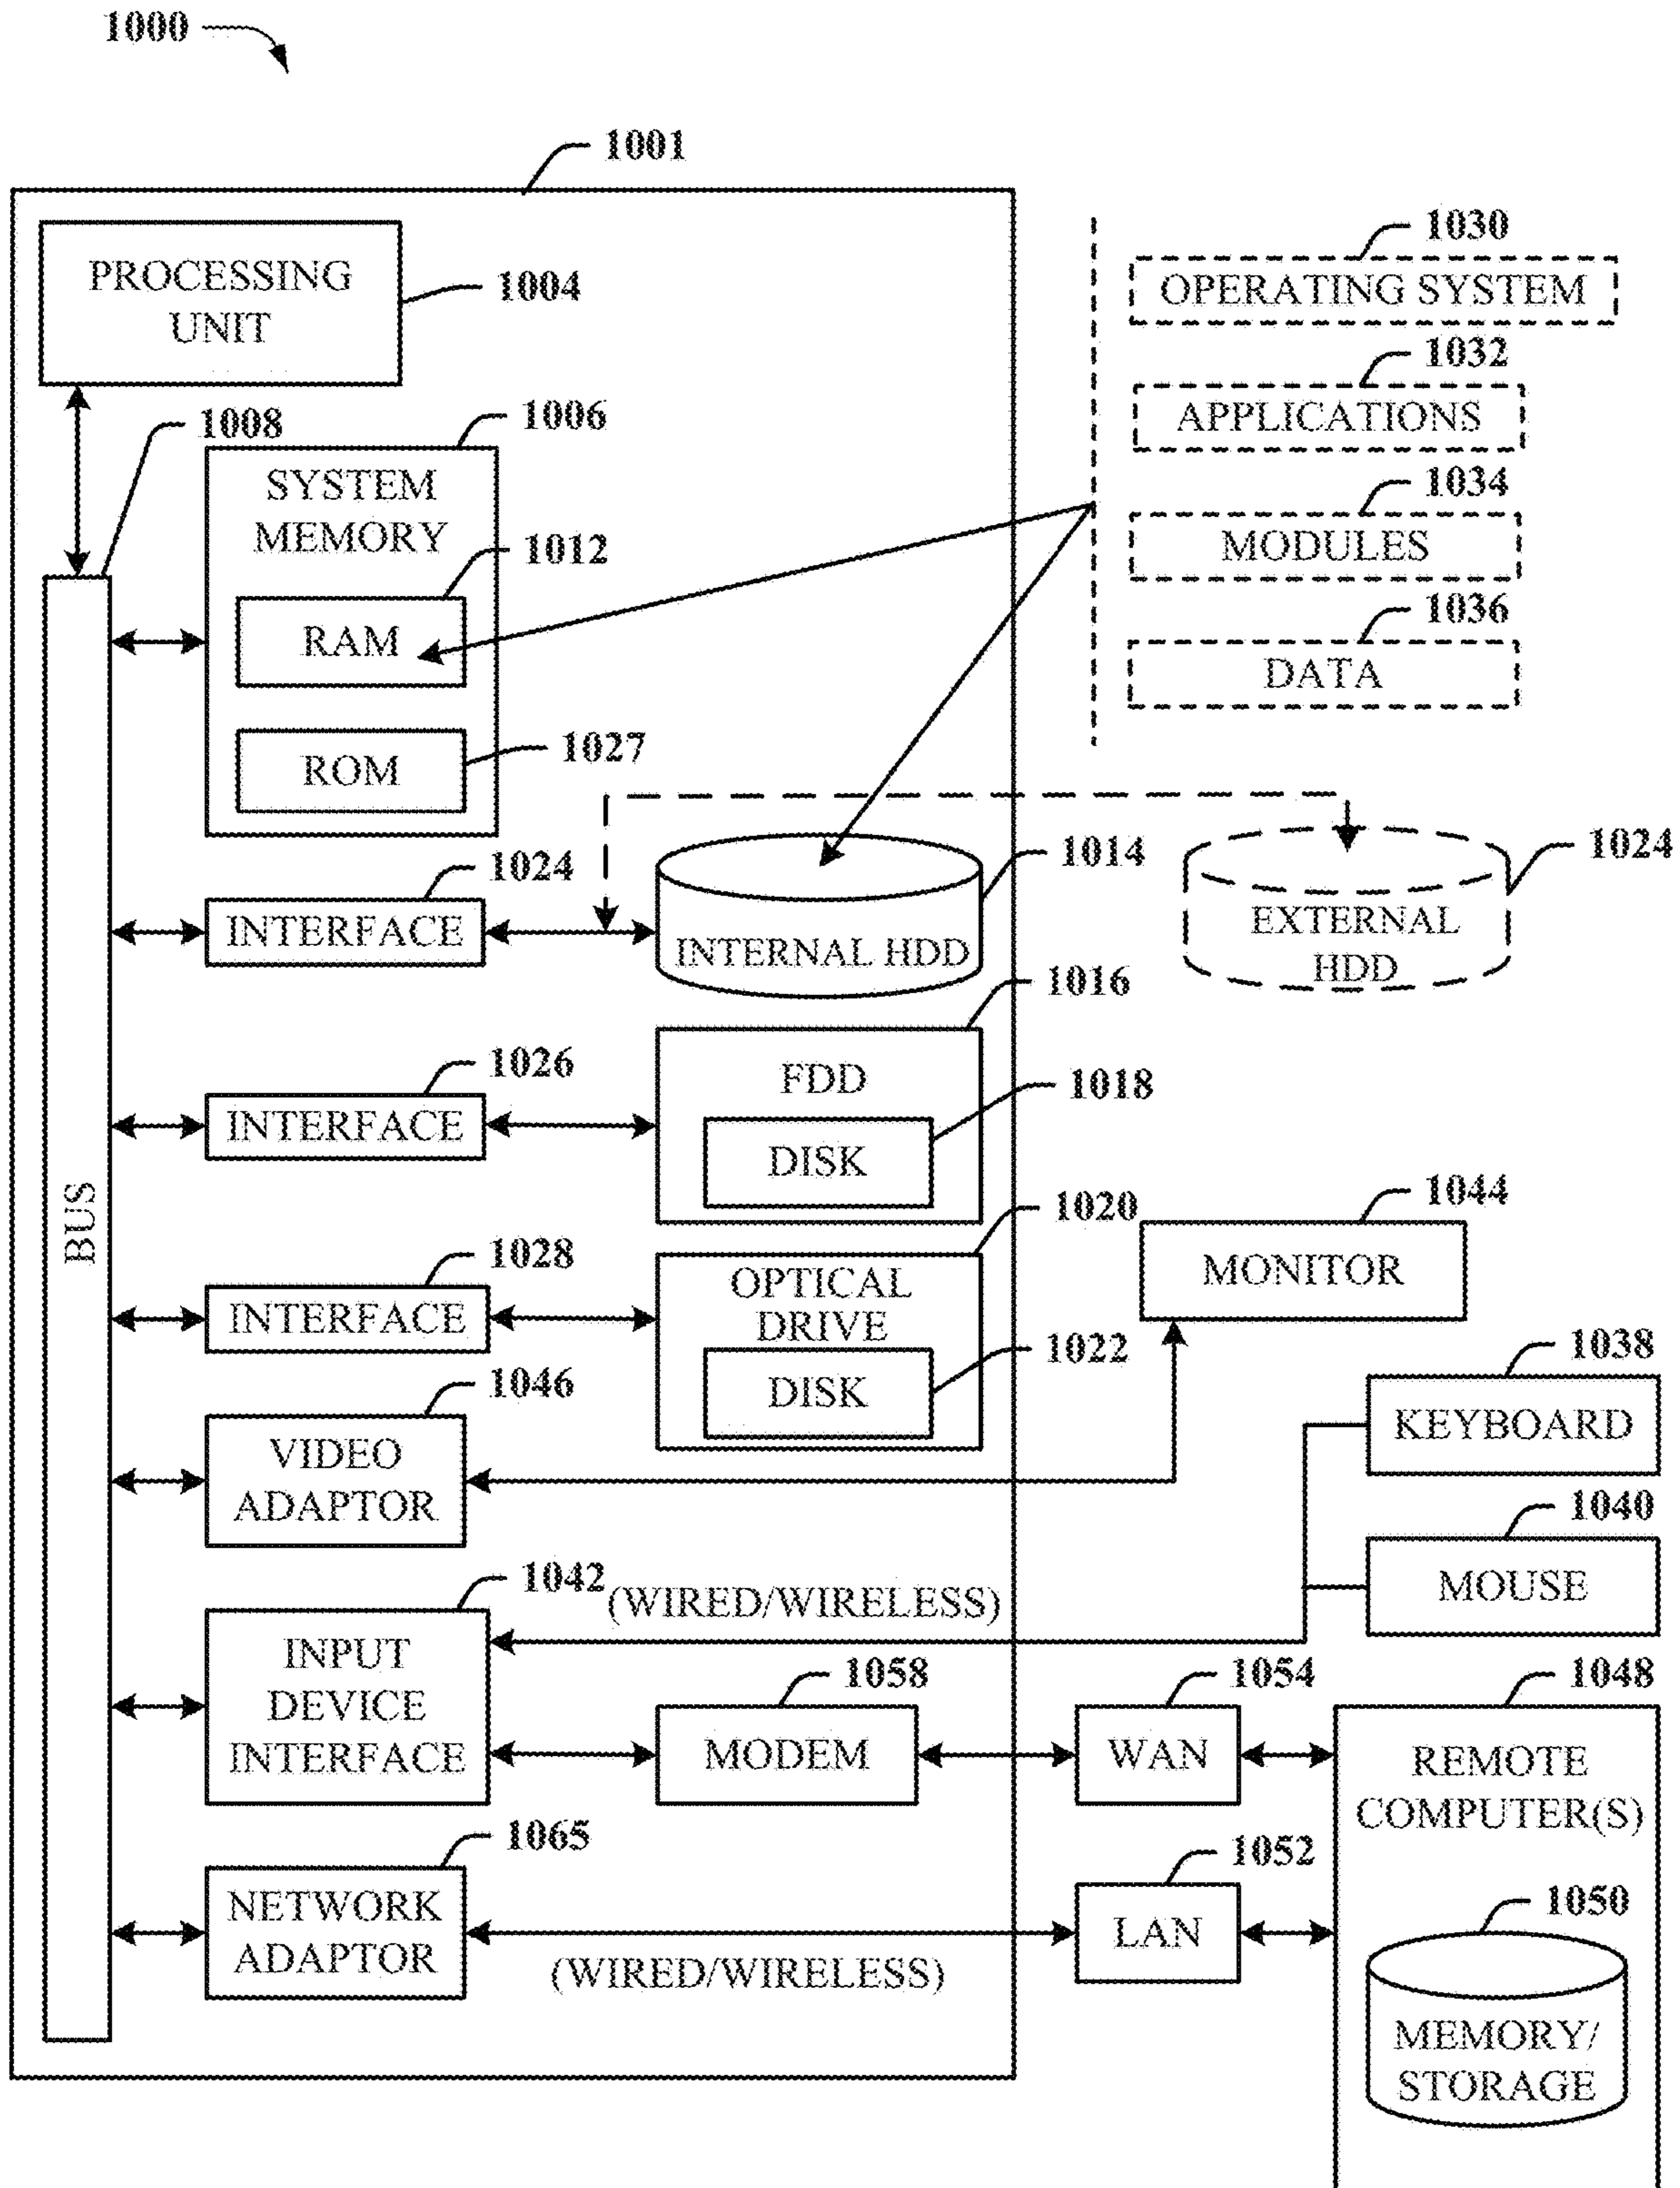 1000
1001
PROCESSING
UNIT
1004
1030
OPERATING SYSTEM
1032
APPLICATIONS
1034
MODULES
1036
DATA
1008
1006
SYSTEM
MEMORY
1012
RAM
1027
ROM
1024
INTERFACE
1014
INTERNAL HDD
1024
EXTERNAL
HDD
1016
FDD
1026
INTERFACE
1018
DISK
BUS
1020
OPTICAL
DRIVE
1028
INTERFACE
1022
DISK
1044
MONITOR
1046
VIDEO
ADAPTOR
1038
KEYBOARD
1040
MOUSE
1042
(WIRED/WIRELESS)
INPUT
DEVICE
INTERFACE
1058
MODEM
1054
WAN
1048
REMOTE
COMPUTER(S)
1065
NETWORK
ADAPTOR
(WIRED/WIRELESS)
1052
LAN
1050
MEMORY/
STORAGE